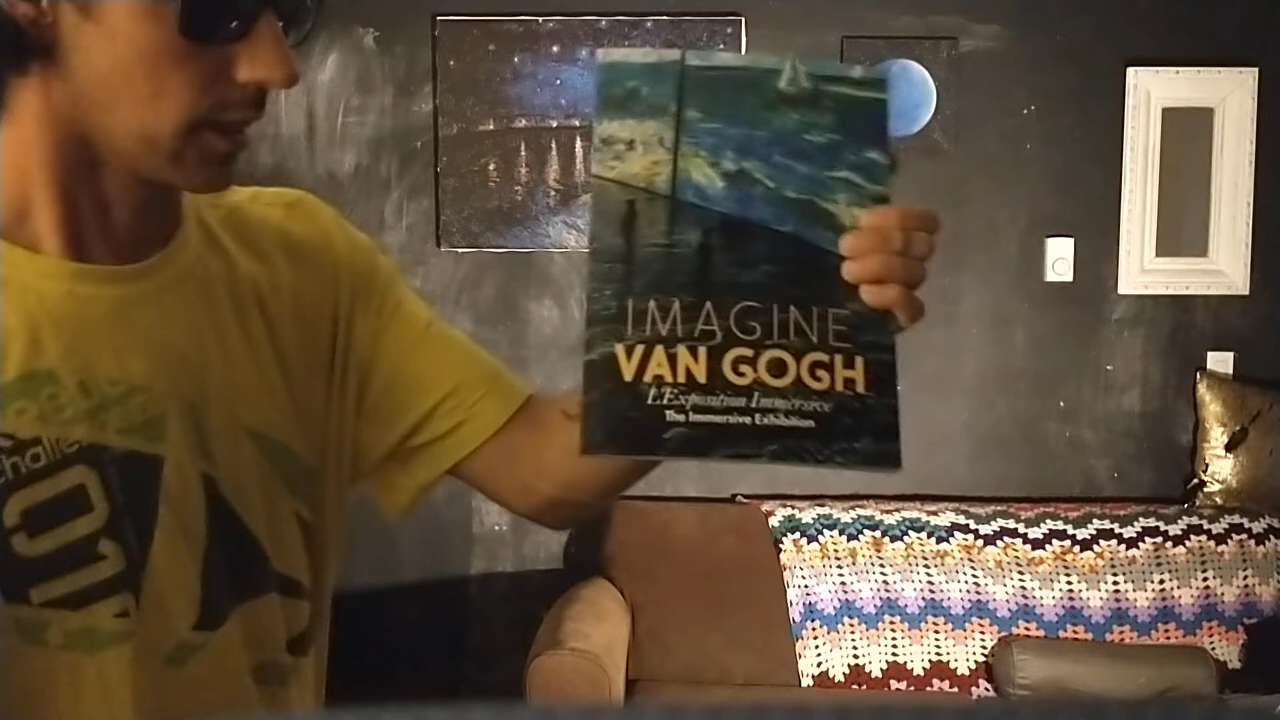 IMAGINE
VAN GOGH
L'Exposition Immersive
The Immersive Exhibition